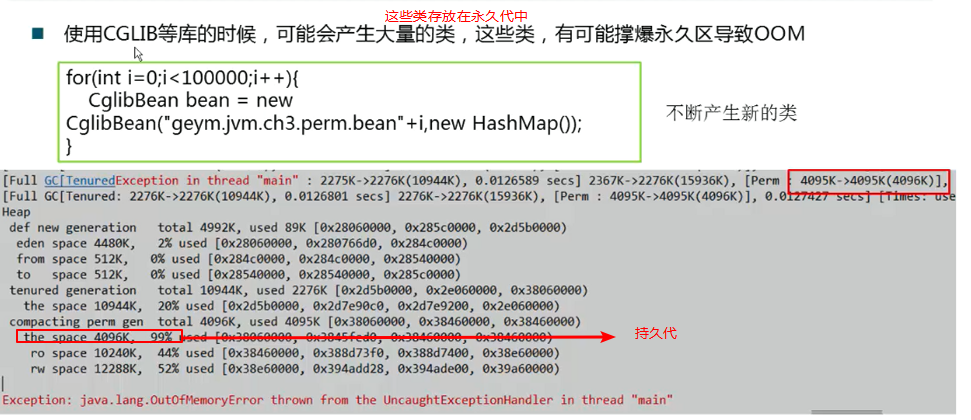 这些类存放在永久代中
■ 使用CGLIB等库的时候，可能会产生大量的类，这些类，有可能撑爆永久区导致OOM
for(int i=0;i<100000;i++){
CglibBean bean = new
CglibBean("geym.jvm.ch3.perm.bean"+i,new HashMap());
}
不断产生新的类
[Full GC[TenuredException in thread "main" : 2275K->2276K(10944K), 0.0126589 secs] 2367K->2276K(15936K), [Perm : 4095K->4095K(4096K)],
[Full GC[Tenured: 2276K->2276K(10944K), 0.0126801 secs] 2276K->2276K(15936K), [Perm : 4095K->4095K(4096K)], 0.0127427 secs] [Times: use
Heap
def new generation total 4992K, used 89K [0x28060000, 0x285c0000, 0x2d5b0000)
eden space 4480K, 2% used [0x28060000, 0x280766d0, 0x284c0000)
from space 512K, 0% used [0x284c0000, 0x284c0000, 0x28540000)
to space 512K, 0% used [0x28540000, 0x28540000, 0x285c0000)
tenured generation total 10944K, used 2276K [0x2d5b0000, 0x2e060000, 0x38060000)
the space 10944K, 20% used [0x2d5b0000, 0x2d7e90c0, 0x2d7e9200, 0x2e060000)
compacting perm gen total 4096K, used 4095K [0x38060000, 0x38460000, 0x38460000)
the space 4096K, 99% used [0x38060000, 0x3845fed0, 0x38460000, 0x38460000)
持久代
ro space 10240K, 44% used [0x38460000, 0x388d73f0, 0x388d7400, 0x38e60000)
rw space 12288K, 52% used [0x38e60000, 0x394add28, 0x394ade00, 0x39a60000)
Exception: java.lang.OutOfMemoryError thrown from the UncaughtExceptionHandler in thread "main"